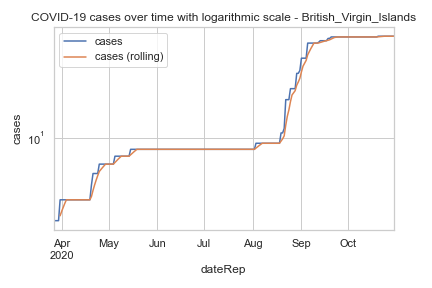 COVID-19 cases over time with logarithmic scale - British_Virgin_Islands
cases
cases (rolling)
cases
10¹
Apr May Jun Jul Aug Sep Oct
2020
dateRep